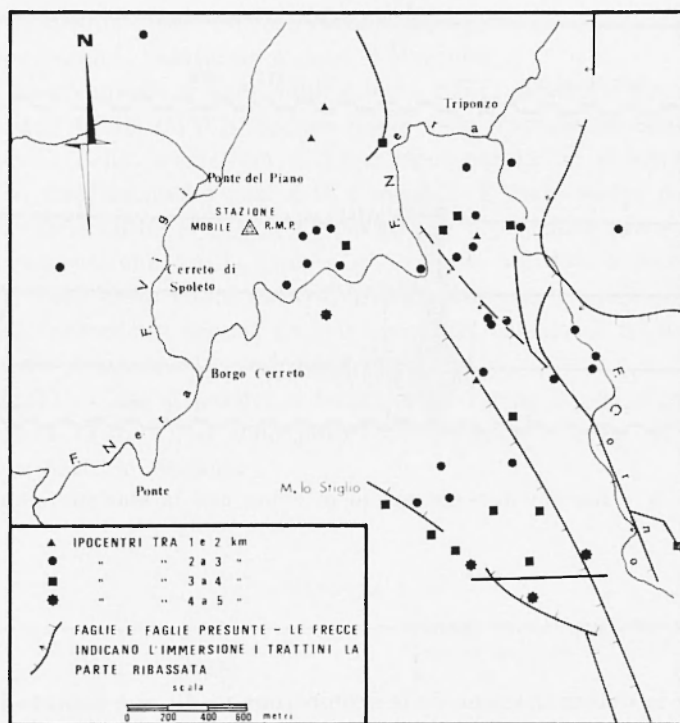 N
Triponzo
Ponte del Piano
STAZIONE
MOBILE R.M.P.
F. Vigi
Cerreto di
Spoleto
F. Nera
Nera
Borgo Cerreto
F. Corno
M. lo Stiglio
Ponte
IPOCENTRI TRA 1 e 2 km
" " 2 a 3 "
" " 3 a 4 "
" " 4 a 5 "
FAGLIE E FAGLIE PRESUNTE - LE FRECCE
INDICANO L'IMMERSIONE I TRATTINI LA
PARTE RIBASSATA
scala
0 200 400 600
metri